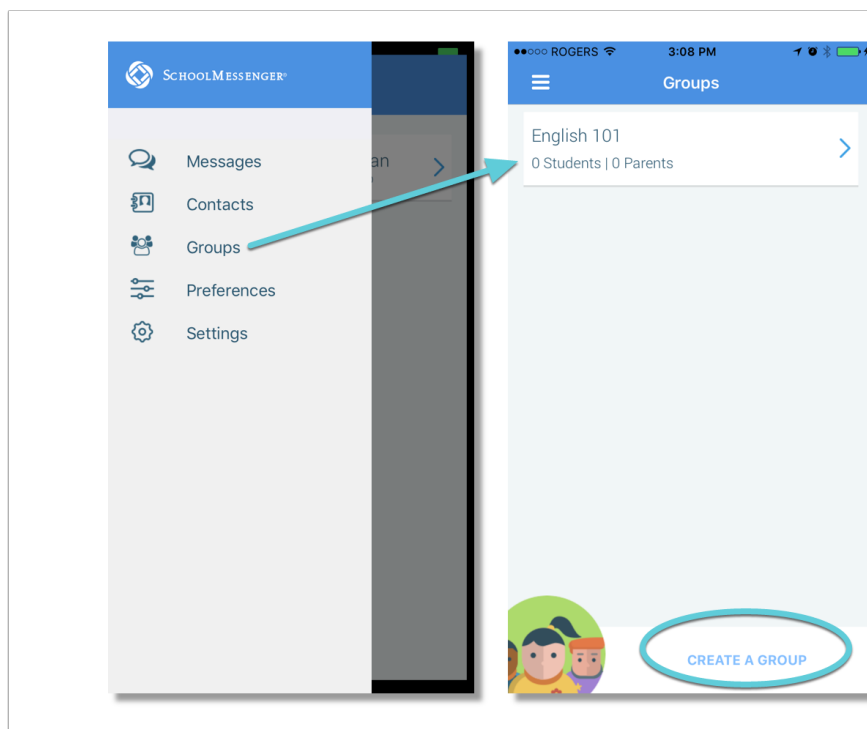 SCHOOLMESSENGER®
Messages
Contacts
Groups
Preferences
Settings
an
ROGERS 3:08 PM
Groups
English 101
0 Students | 0 Parents
CREATE A GROUP